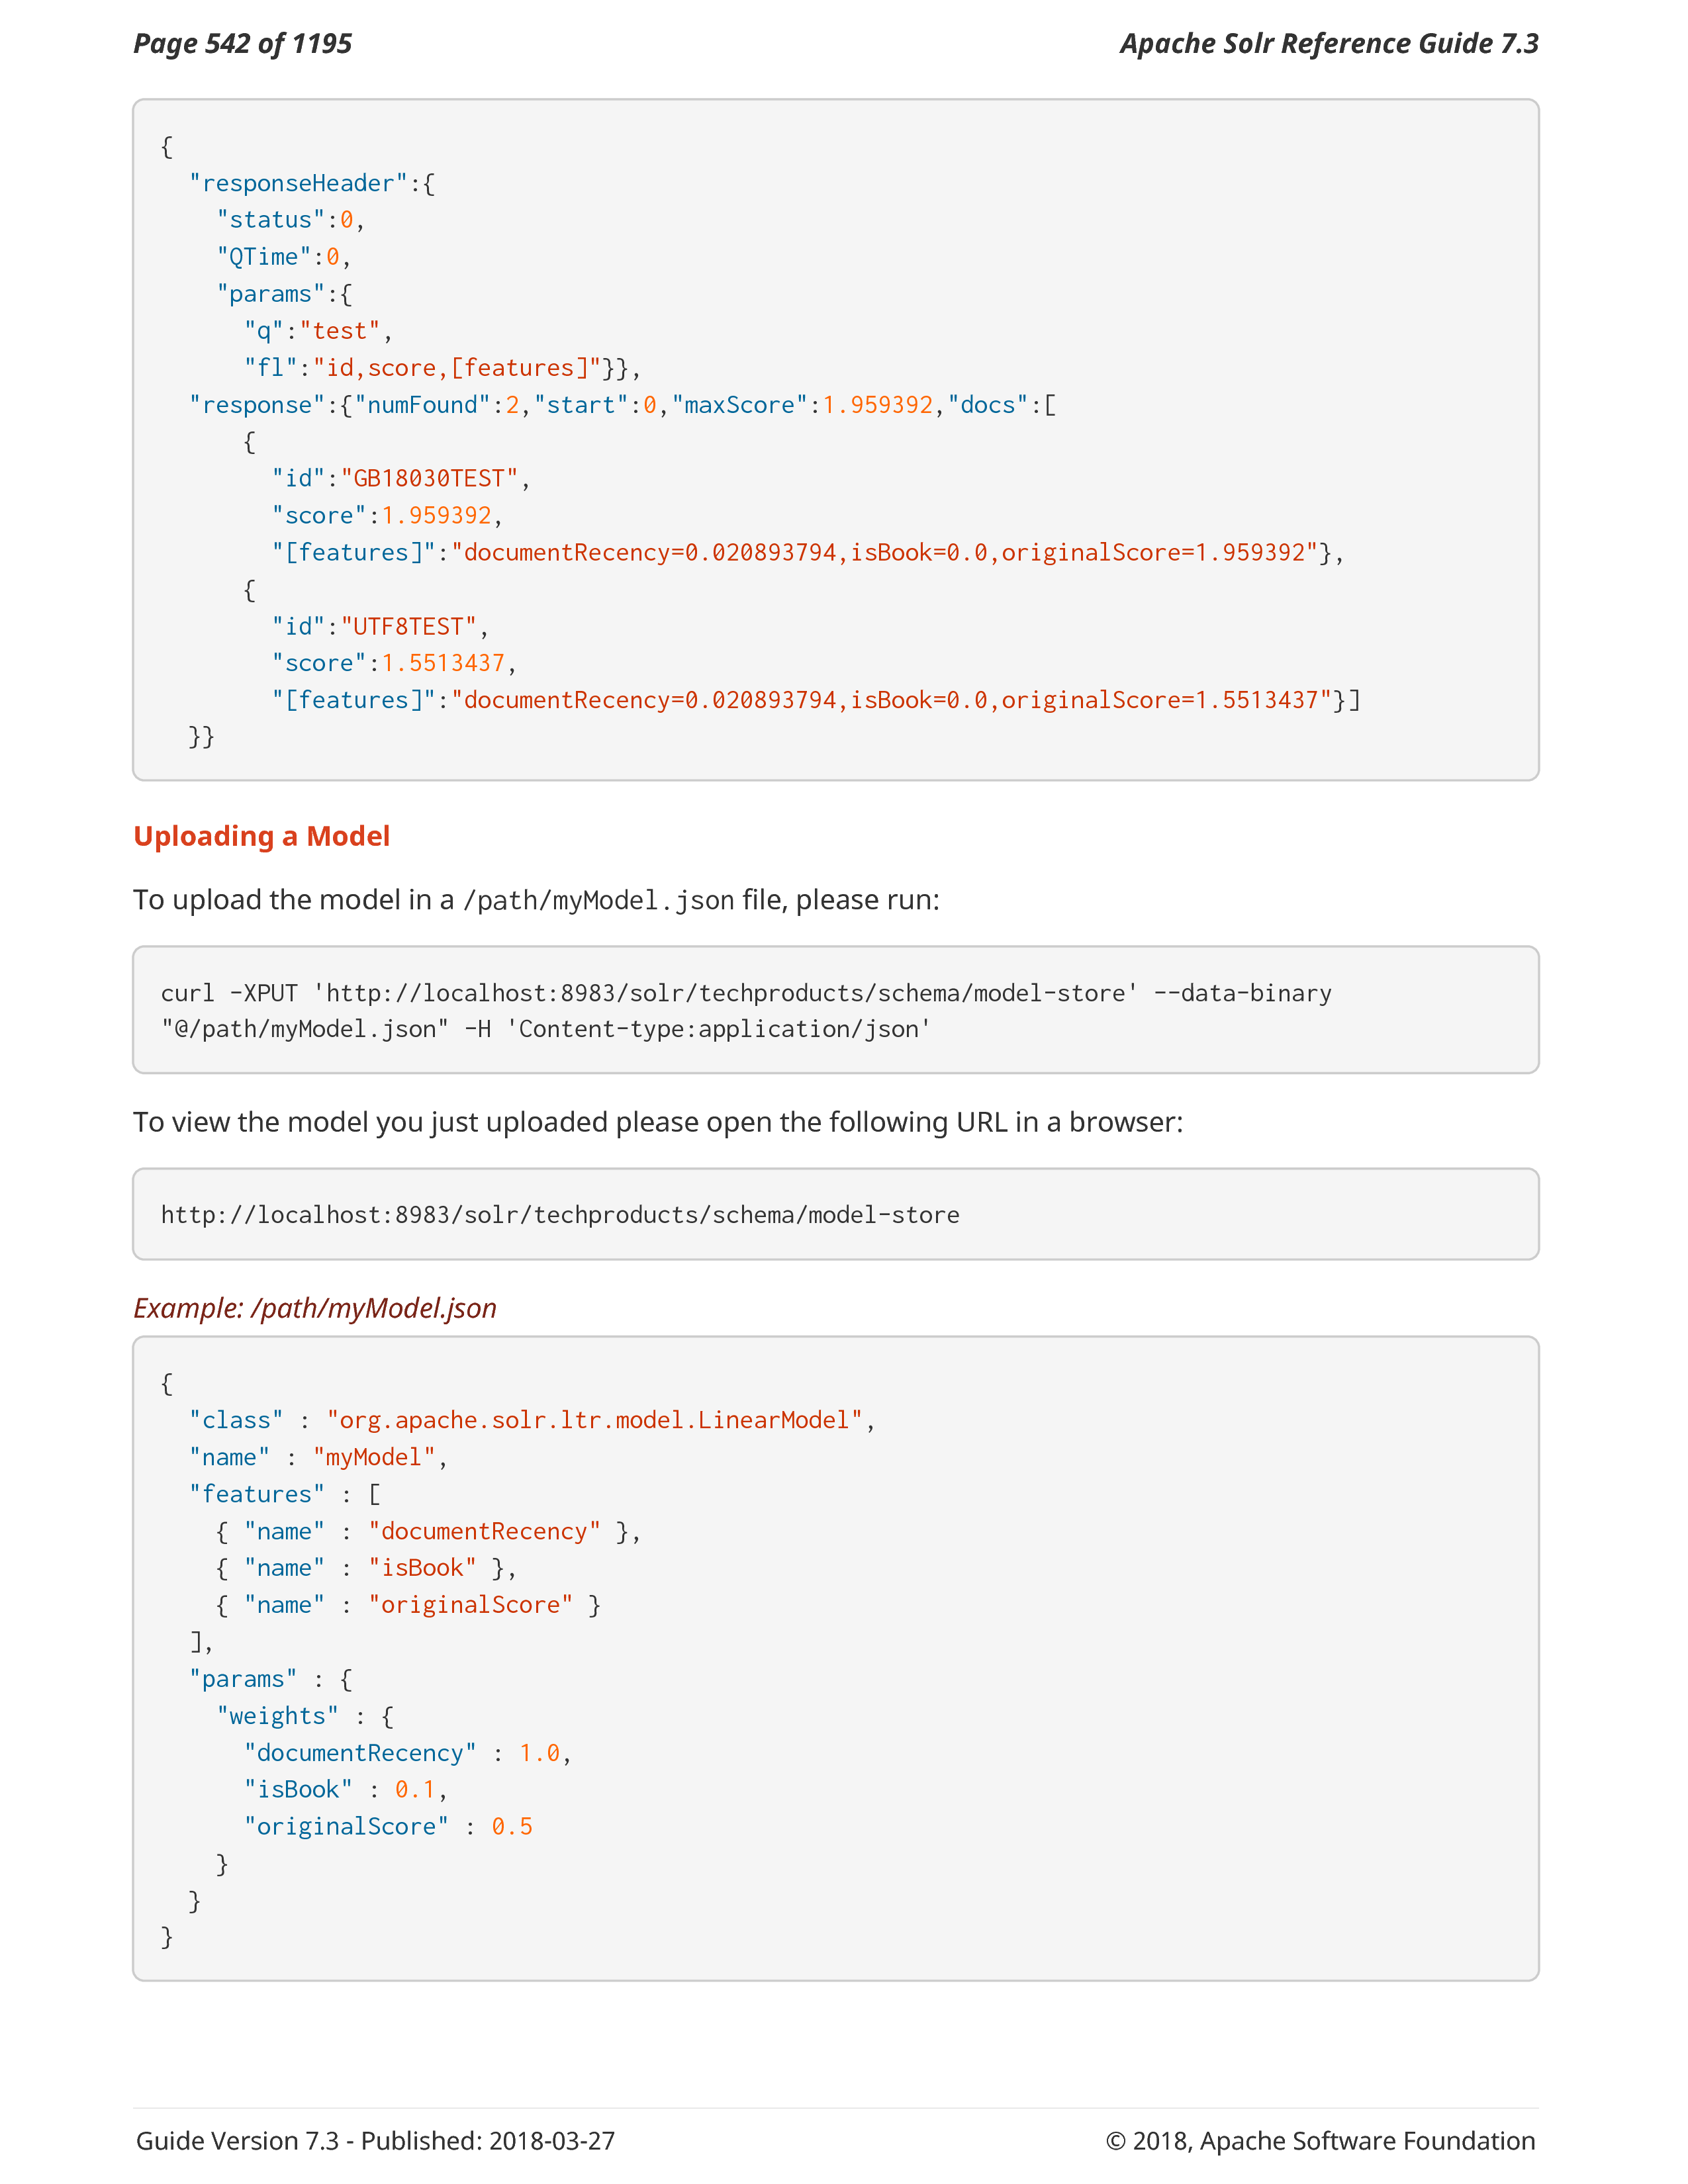 Page 542 of 1195
Apache Solr Reference Guide 7.3
{
  "responseHeader":{
    "status":0,
    "QTime":0,
    "params":{
      "q":"test",
      "fl":"id,score,[features]"}},
  "response":{"numFound":2,"start":0,"maxScore":1.959392,"docs":[
      {
        "id":"GB18030TEST",
        "score":1.959392,
        "[features]":"documentRecency=0.020893794,isBook=0.0,originalScore=1.959392"},
      {
        "id":"UTF8TEST",
        "score":1.5513437,
        "[features]":"documentRecency=0.020893794,isBook=0.0,originalScore=1.5513437"}]
  }}
Uploading a Model
To upload the model in a /path/myModel.json file, please run:
curl -XPUT 'http://localhost:8983/solr/techproducts/schema/model-store' --data-binary
"@/path/myModel.json" -H 'Content-type:application/json'
To view the model you just uploaded please open the following URL in a browser:
http://localhost:8983/solr/techproducts/schema/model-store
Example: /path/myModel.json
{
  "class" : "org.apache.solr.ltr.model.LinearModel",
  "name" : "myModel",
  "features" : [
    { "name" : "documentRecency" },
    { "name" : "isBook" },
    { "name" : "originalScore" }
  ],
  "params" : {
    "weights" : {
      "documentRecency" : 1.0,
      "isBook" : 0.1,
      "originalScore" : 0.5
    }
  }
}
Guide Version 7.3 - Published: 2018-03-27
© 2018, Apache Software Foundation